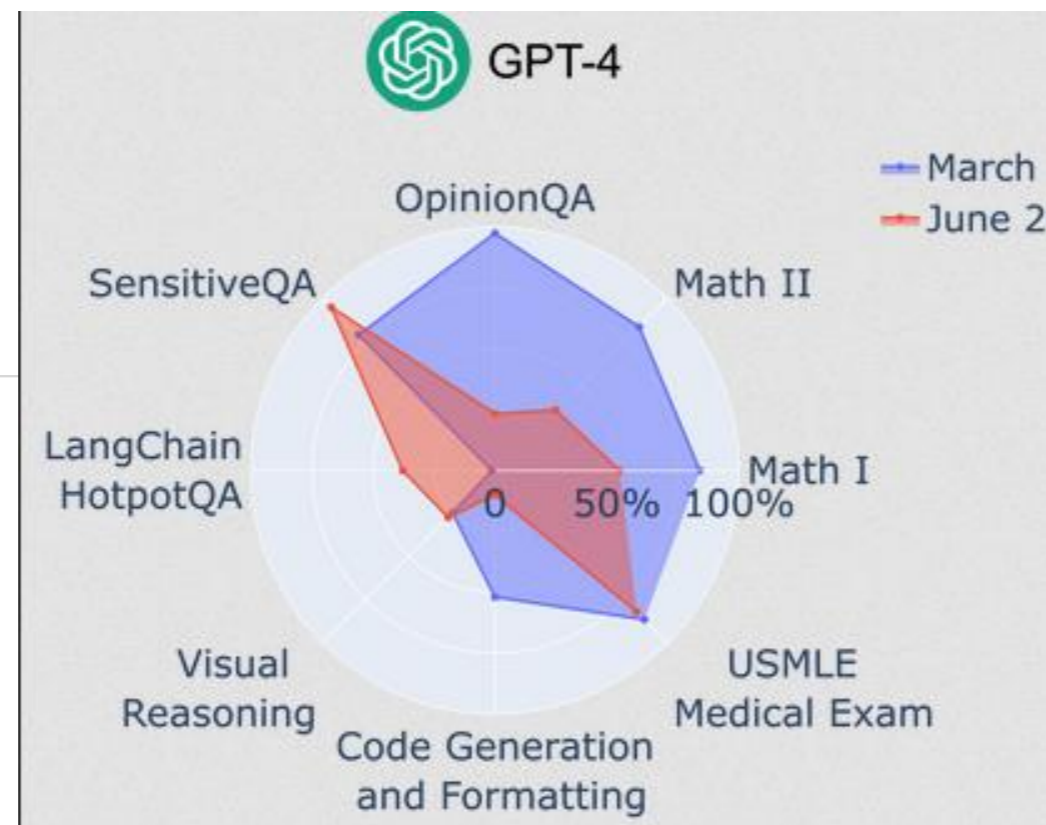 GPT-4
March
June 2
OpinionQA
SensitiveQA
Math II
LangChain
HotpotQA
Math I
0
50%
100%
Visual
Reasoning
USMLE
Medical Exam
Code Generation
and Formatting